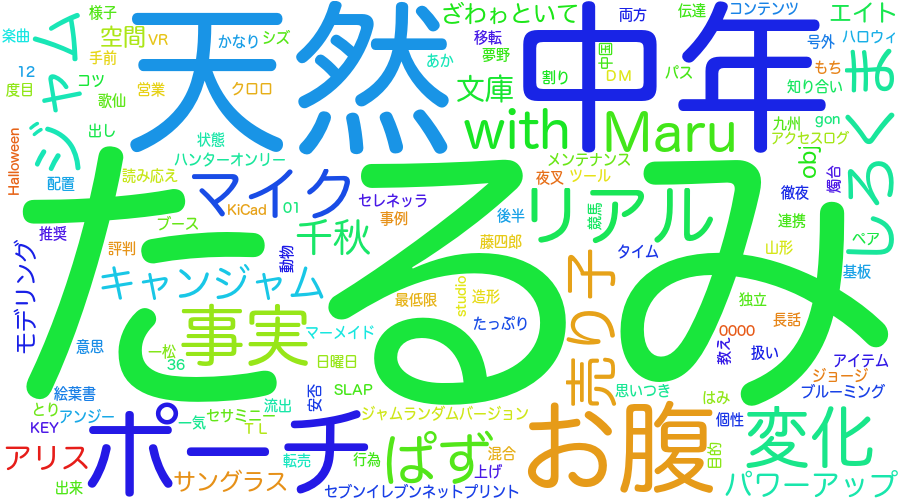 楽曲
様子
ジャム
空間
VR
かなり
シズ
手前
12
度目
コツ
歌仙
営業
クロロ
天然
あか
ざわゎといて
移転
夢野
文庫
両方
中国
割り
DM
伝達
パス
コンテンツ
中年
エイト
号外
ハロウィ
もち
知り合い
しろくま
Halloween
配置
出し
状態
ハンターオンリー
読み応え
with
Maru
メンテナンス
夜叉
ツール
九州
gon
アクセスログ
obj
燭台
徹夜
たるみ
マイク
KiCad
01
セレネッラ
事例
後半
リアル
競馬
連携
ペア
推奨
評判
ブース
動物
千秋
藤四郎
タイム
山形
基板
モデリング
キャンジャム
最低限
studio
造形
売り子
独立
意思
一松
36
事実
マーメイド
日曜日
たっぷり
0000
長話
教え
扱い
アイテム
ジョージ
ブルーミング
絵葉書
とり
アンジー
KEY
ポーチ
一気
セサミニー
TL
流出
安否
SLAP
ジャムランダムバージョン
思いつき
はみ
個性
目的
アリス
出来
サングラス
転売
行為
ぱず
上げ
混合
セブンイレブンネットプリント
お腹
変化
パワーアップ